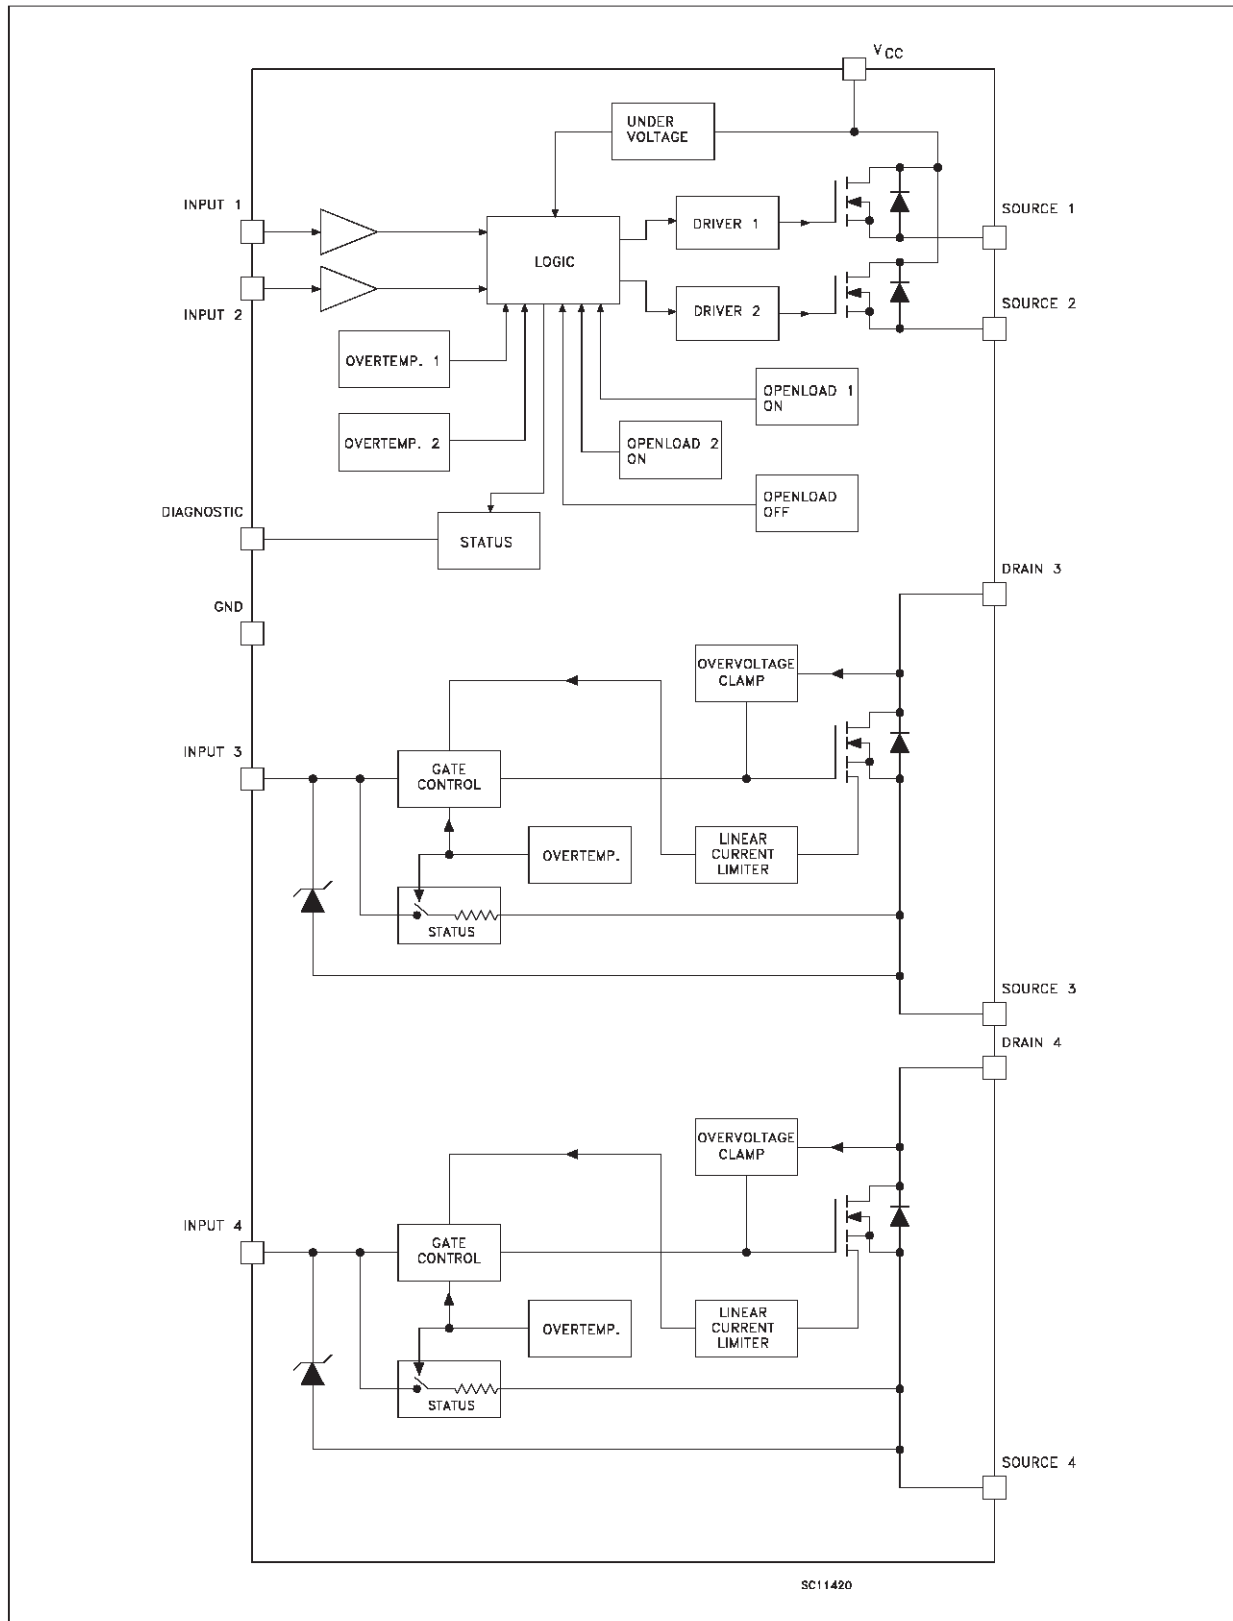 VCC
UNDER
VOLTAGE
INPUT 1
SOURCE 1
DRIVER 1
LOGIC
INPUT 2
DRIVER 2
SOURCE 2
OVERTEMP. 1
OPENLOAD 1
ON
OVERTEMP. 2
OPENLOAD 2
ON
OPENLOAD
OFF
DIAGNOSTIC
STATUS
DRAIN 3
GND
OVERVOLTAGE
CLAMP
INPUT 3
GATE
CONTROL
OVERTEMP.
LINEAR
CURRENT
LIMITER
STATUS
SOURCE 3
DRAIN 4
OVERVOLTAGE
CLAMP
INPUT 4
GATE
CONTROL
OVERTEMP.
LINEAR
CURRENT
LIMITER
STATUS
SOURCE 4
SC11420